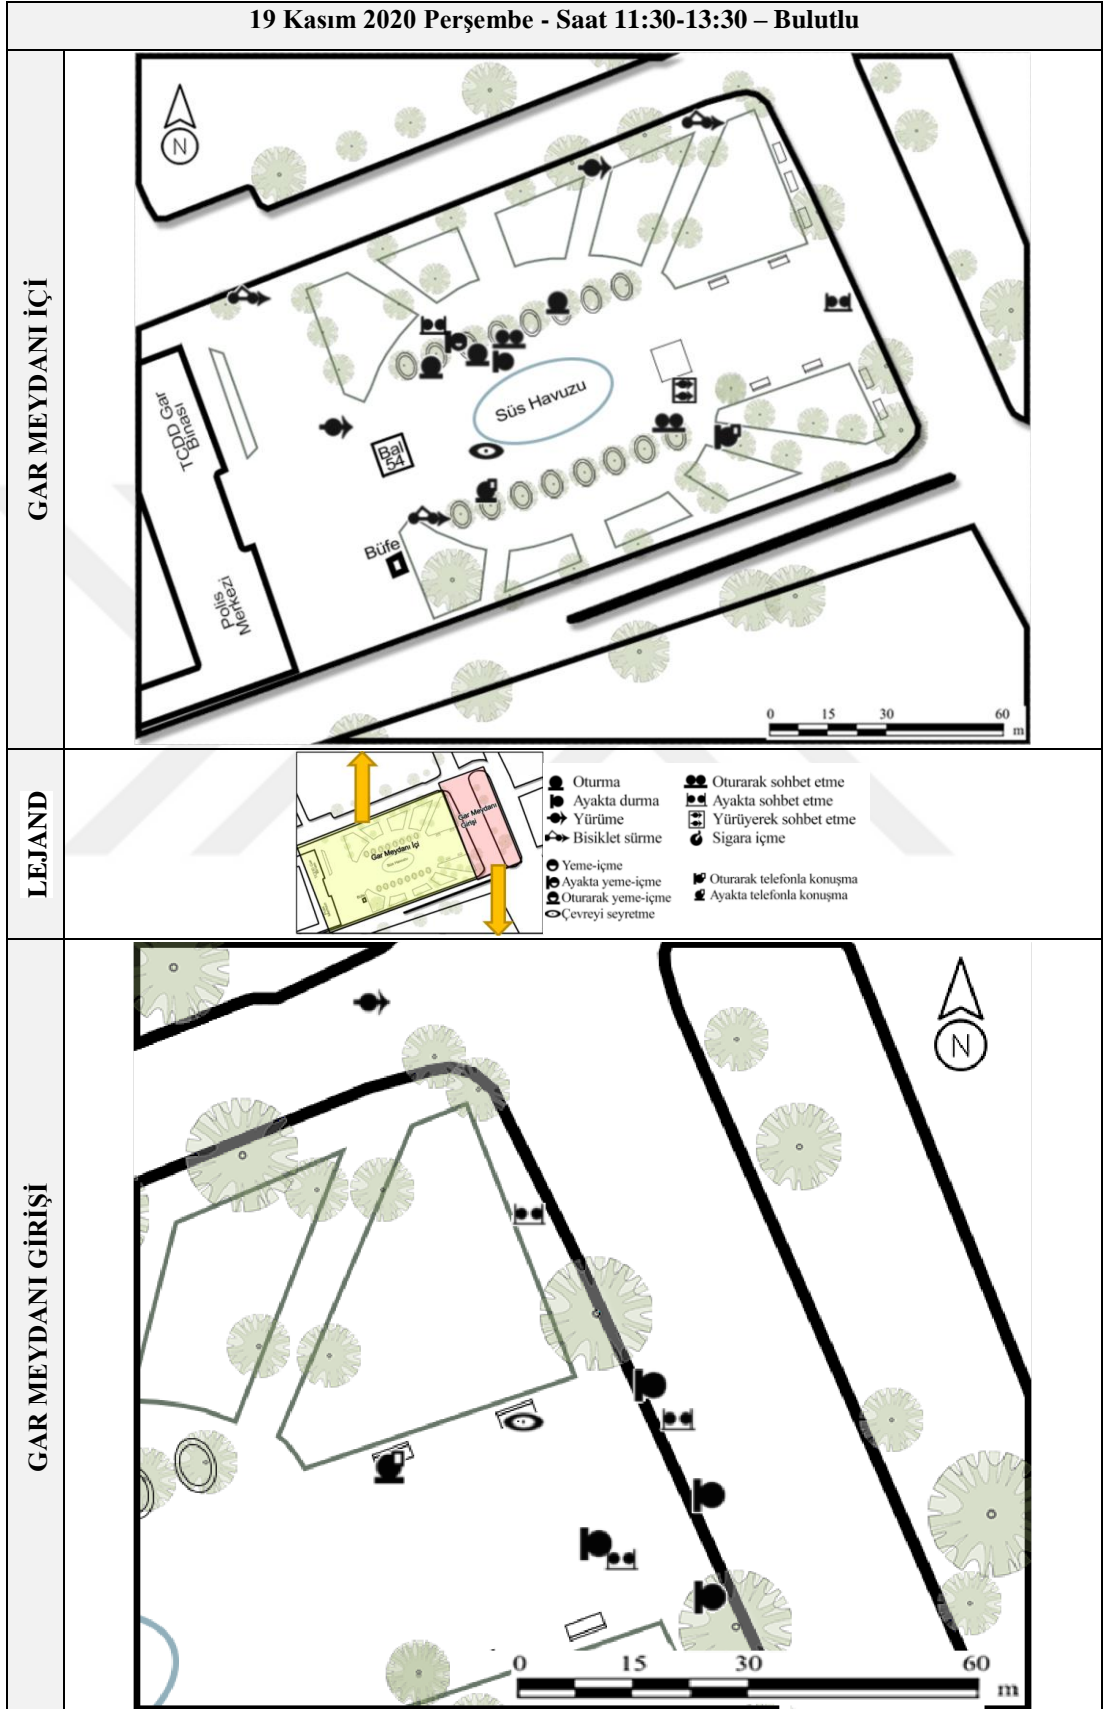 19 Kasım 2020 Perşembe - Saat 11:30-13:30 – Bulutlu
GAR MEYDANI İÇİ
N
TCDD Gar
Binası
Bal
54
Süs Havuzu
Büfe
Polis
Merkezi
0 15 30 60
m
LEJAND
Gar Meydanı
Girişi
Gar Meydanı İçi
Süs Havuzu
Oturma
Ayakta durma
Yürüme
Bisiklet sürme
Oturarak sohbet etme
Ayakta sohbet etme
Yürüyerek sohbet etme
Sigara içme
Yeme-içme
Ayakta yeme-içme
Oturarak yeme-içme
Çevreyi seyretme
Oturarak telefonla konuşma
Ayakta telefonla konuşma
GAR MEYDANI GİRİŞİ
N
0 15 30 60
m